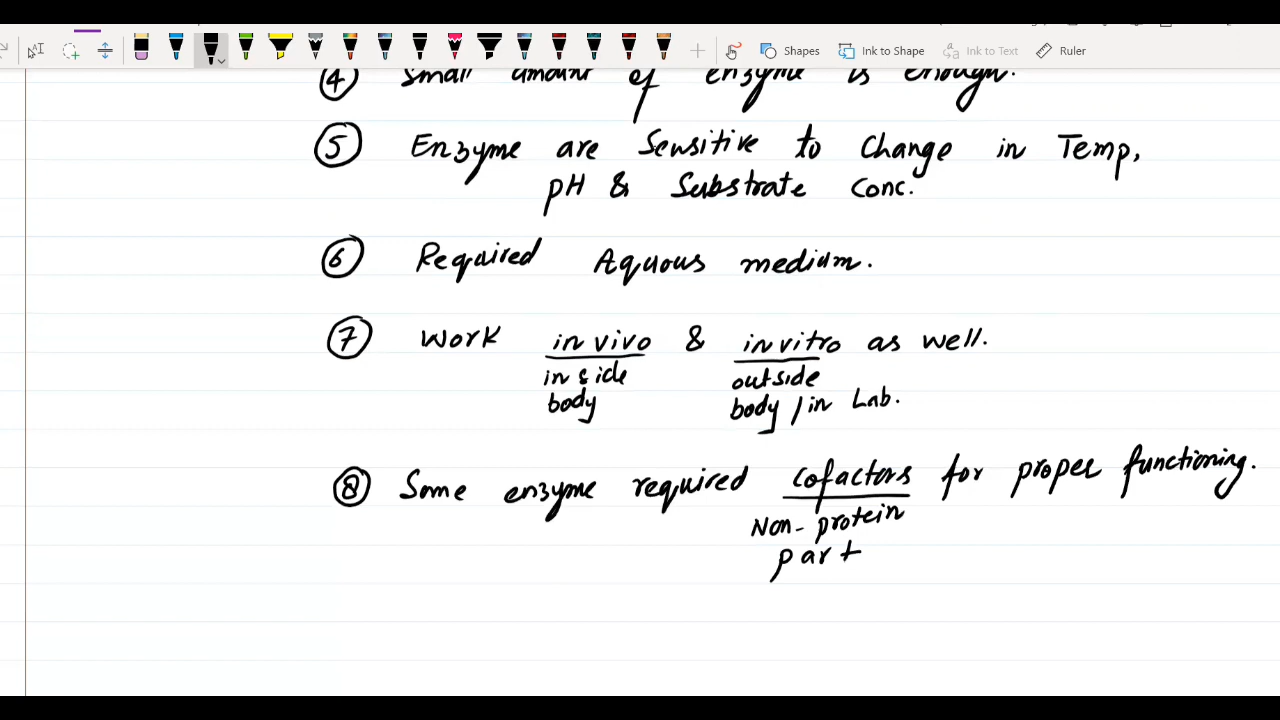 Shapes Ink to Shape Ink to Text Ruler
④ Small amount of enzyme is enough.
⑤ Enzyme are Sensitive to Change in Temp,
pH & Substrate Conc.
⑥ Required Aquous medium.
⑦ Work in vivo & invitro as well.
inside outside
body body / in Lab.
⑧ Some enzyme required cofactors for proper functioning.
Non-protein
part